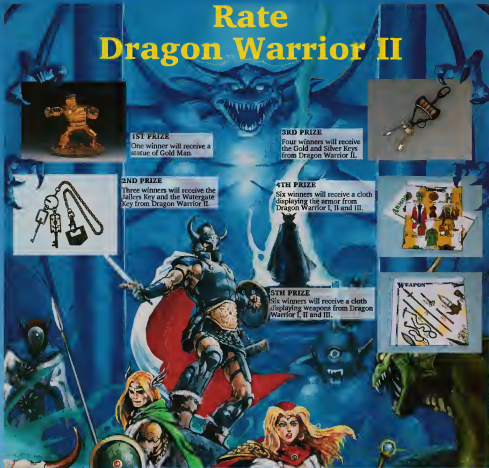 Rate
Dragon Warrior II
1ST PRIZE
One winner will receive a
statue of Gold Man.
2ND PRIZE
Three winners will receive the
Jailers Key and the Watergate
Key from Dragon Warrior II.
3RD PRIZE
Four winners will receive
the Gold and Silver Keys
from Dragon Warrior II.
4TH PRIZE
Six winners will receive a cloth
displaying the armor from
Dragon Warrior I, II and III.
5TH PRIZE
Six winners will receive a cloth
displaying weapons from Dragon
Warrior I, II and III.
ARMOR
WEAPON